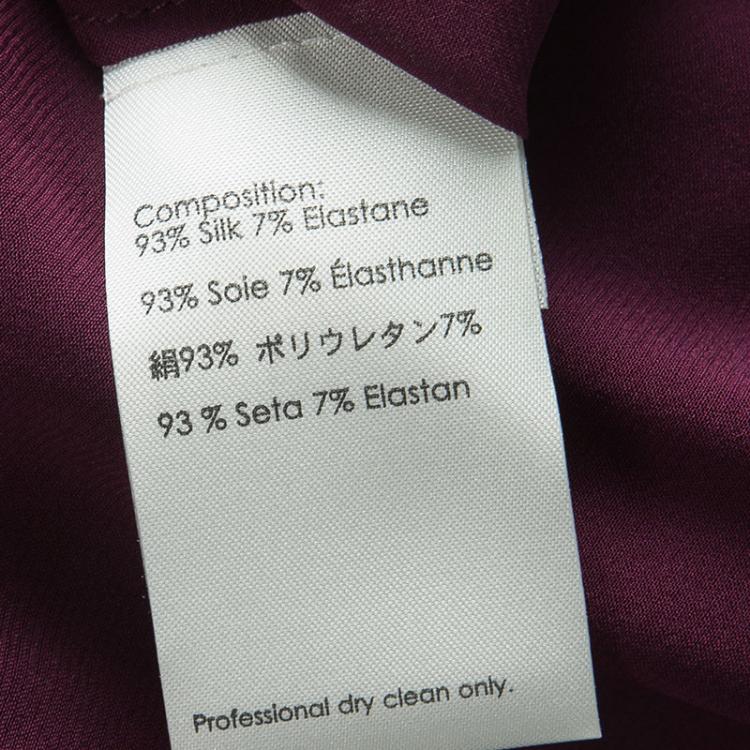 Composition:
93% Silk 7% Elastane
93% Soie 7% Élasthanne
絹93% ポリウレタン7%
93 % Seta 7% Elastan
Professional dry clean only.